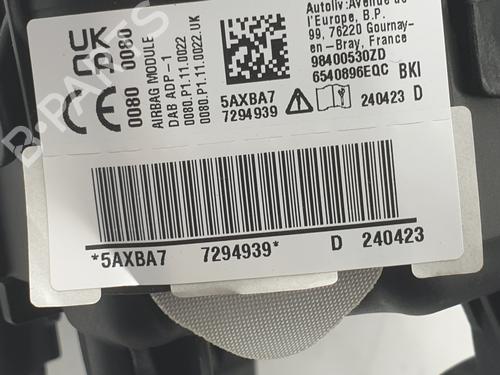 UK
CA
0080
CE
0080
AIRBAG MODULE
DAB ADP-1
0080.P1.11.0022
0080.P1.11.0022.UK
Autoliv:Avenue de
l'Europe, B.P.
99, 76220 Gournay-
en-Bray, France
98400530ZD
6540896EQC BKI
5AXBA7
7294939
240423 D
*5AXBA7 7294939* D 240423
B-PARTS